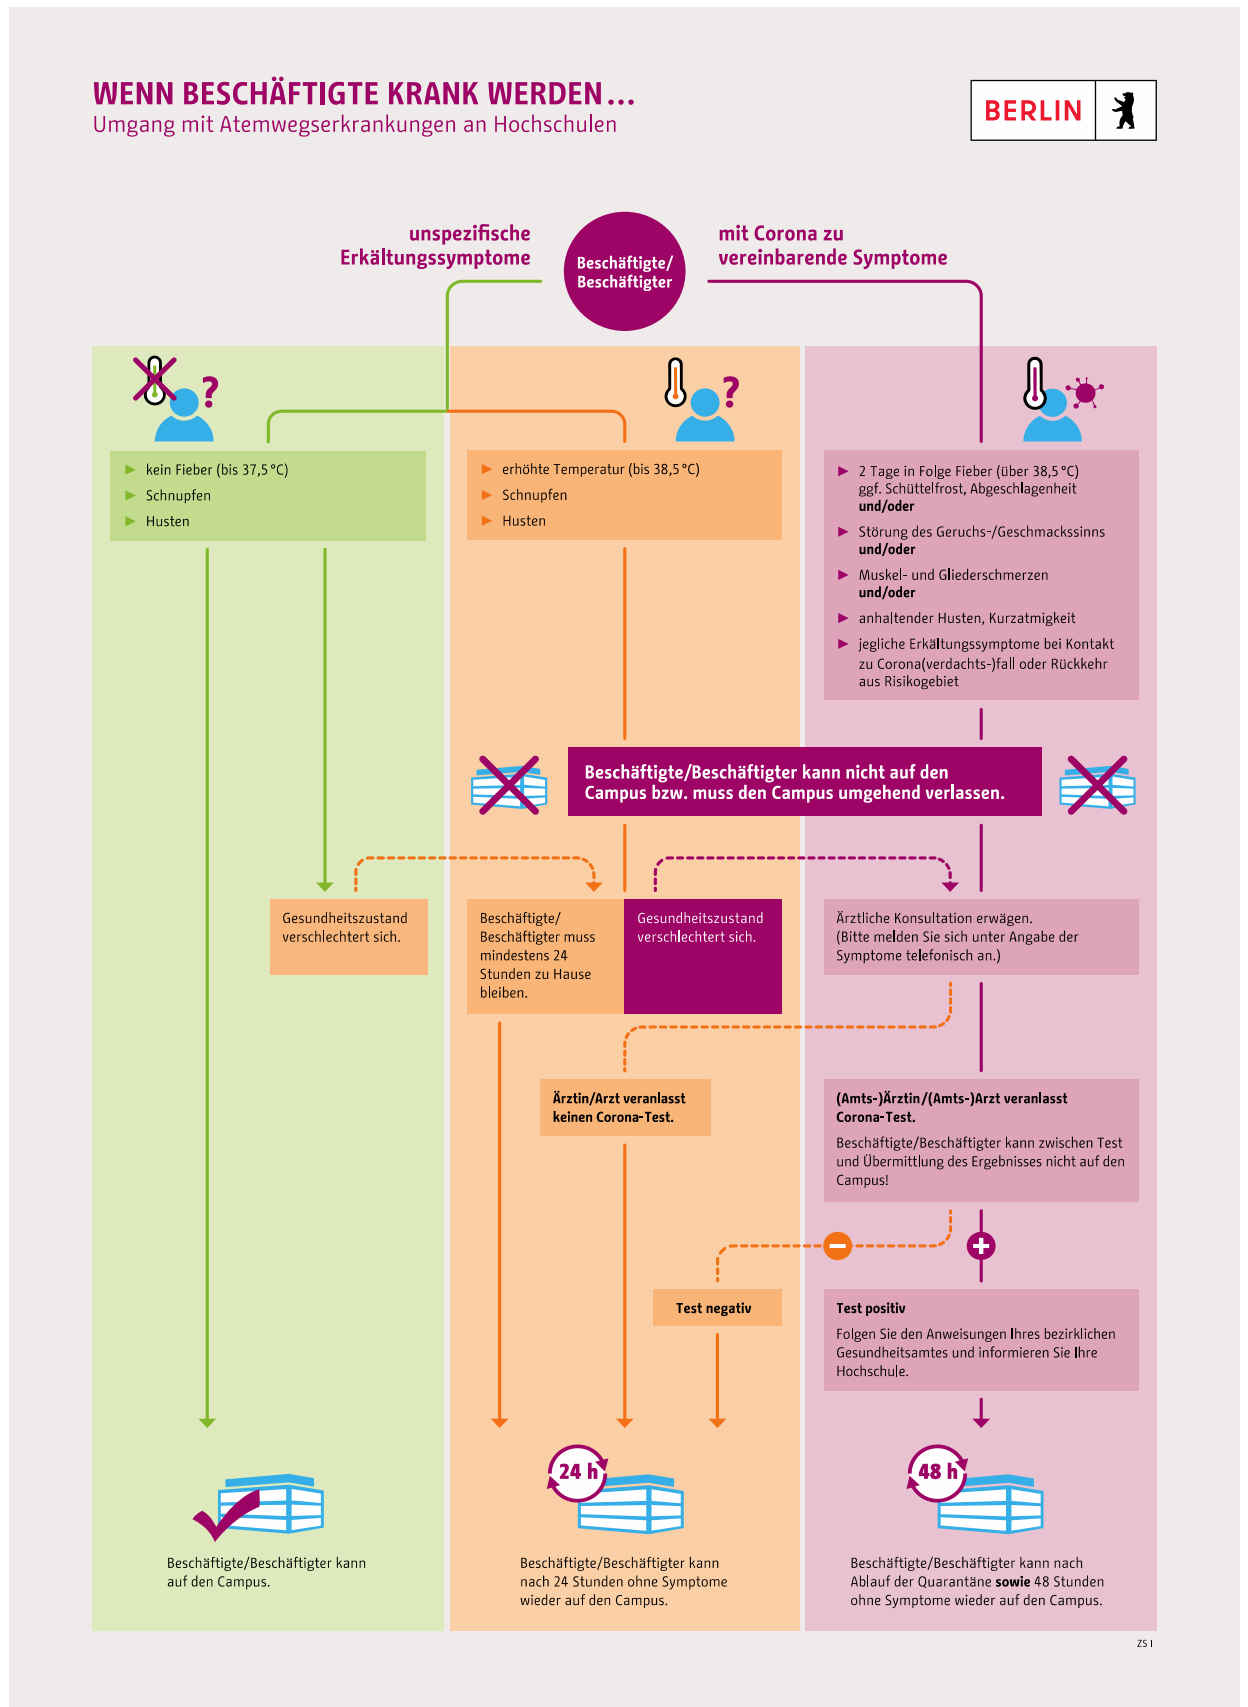 WENN BESCHÄFTIGTE KRANK WERDEN...
Umgang mit Atemwegserkrankungen an Hochschulen
BERLIN
unspezifische
Erkältungssymptome
Beschäftigte/
Beschäftigter
mit Corona zu
vereinbarende Symptome
?
?
kein Fieber (bis 37,5 °C)
Schnupfen
Husten
erhöhte Temperatur (bis 38,5 °C)
Schnupfen
Husten
2 Tage in Folge Fieber (über 38,5 °C)
ggf. Schüttelfrost, Abgeschlagenheit
und/oder
Störung des Geruchs-/Geschmackssinns
und/oder
Muskel- und Gliederschmerzen
und/oder
anhaltender Husten, Kurzatmigkeit
jegliche Erkältungssymptome bei Kontakt
zu Corona(verdachts-)fall oder Rückkehr
aus Risikogebiet
Beschäftigte/Beschäftigter kann nicht auf den
Campus bzw. muss den Campus umgehend verlassen.
Gesundheitszustand
verschlechtert sich.
Beschäftigte/
Beschäftigter muss
mindestens 24
Stunden zu Hause
bleiben.
Gesundheitszustand
verschlechtert sich.
Ärztliche Konsultation erwägen.
(Bitte melden Sie sich unter Angabe der
Symptome telefonisch an.)
Ärztin/Arzt veranlasst
keinen Corona-Test.
(Amts-)Ärztin/(Amts-)Arzt veranlasst
Corona-Test.
Beschäftigte/Beschäftigter kann zwischen Test
und Übermittlung des Ergebnisses nicht auf den
Campus!
Test negativ
Test positiv
Folgen Sie den Anweisungen Ihres bezirklichen
Gesundheitsamtes und informieren Sie Ihre
Hochschule.
24 h
48 h
Beschäftigte/Beschäftigter kann
auf den Campus.
Beschäftigte/Beschäftigter kann
nach 24 Stunden ohne Symptome
wieder auf den Campus.
Beschäftigte/Beschäftigter kann nach
Ablauf der Quarantäne sowie 48 Stunden
ohne Symptome wieder auf den Campus.
ZS I